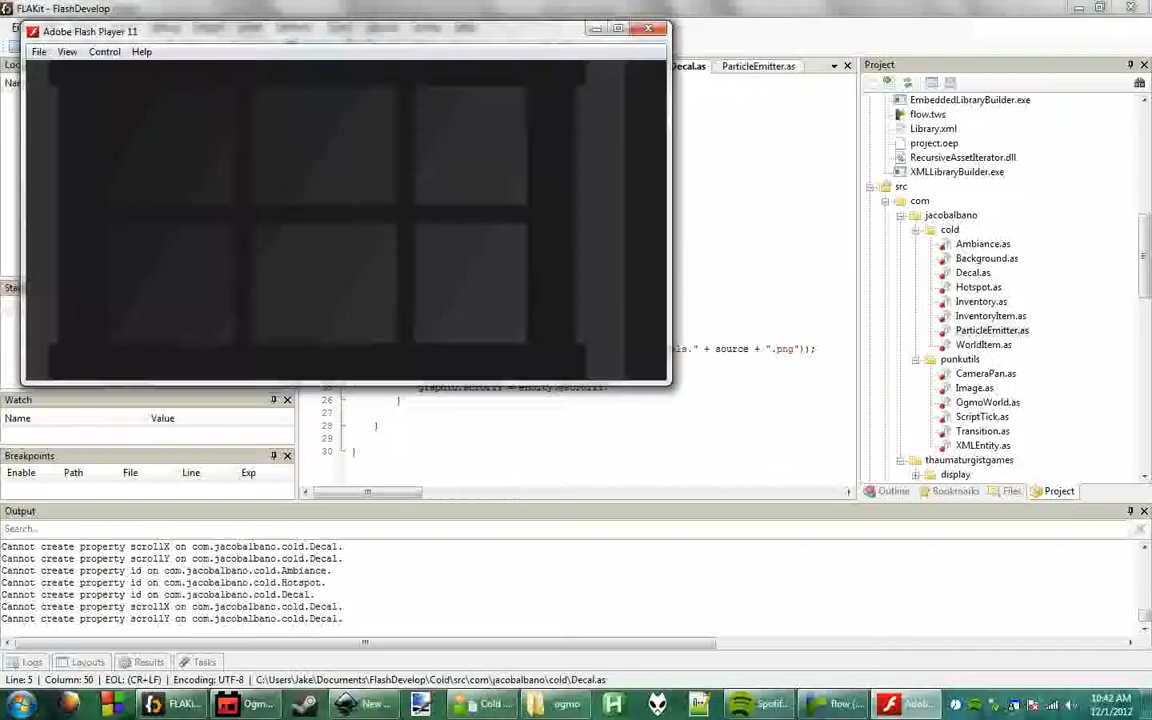 FLAKit - FlashDevelop
Adobe Flash Player 11
File View Control Help
Decal.as
ParticleEmitter.as
Project
EmbeddedLibraryBuilder.exe
flow.tws
Library.xml
project.oep
RecursiveAssetIterator.dll
XMLLibraryBuilder.exe
src
com
jacobalbano
cold
Ambiance.as
Background.as
Decal.as
Hotspot.as
Inventory.as
InventoryItem.as
ParticleEmitter.as
WorldItem.as
punkutils
CameraPan.as
Image.as
OgmoWorld.as
ScriptTick.as
Transition.as
XMLEntity.as
thaumaturgistgames
display
Outline Bookmarks Files Project
" + source + ".png"));
26 }
27
28 }
29
30 }
Watch
Name Value
Breakpoints
Enable Path File Line Exp
Output
Search...
Cannot create property scrollX on com.jacobalbano.cold.Decal.
Cannot create property scrollY on com.jacobalbano.cold.Decal.
Cannot create property id on com.jacobalbano.cold.Ambiance.
Cannot create property id on com.jacobalbano.cold.Hotspot.
Cannot create property id on com.jacobalbano.cold.Decal.
Cannot create property scrollX on com.jacobalbano.cold.Decal.
Cannot create property scrollY on com.jacobalbano.cold.Decal.
Logs Layouts Results Tasks
Line: 5 | Column: 50 | EOL: (CR+LF) | Encoding: UTF-8 | C:\Users\Jake\Documents\FlashDevelop\Cold\src\com\jacobalbano\cold\Decal.as
FLAKi... Ogm... New ... Cold ... ogmo Spotif... flow (... Adob...
10:42 AM
12/1/2012